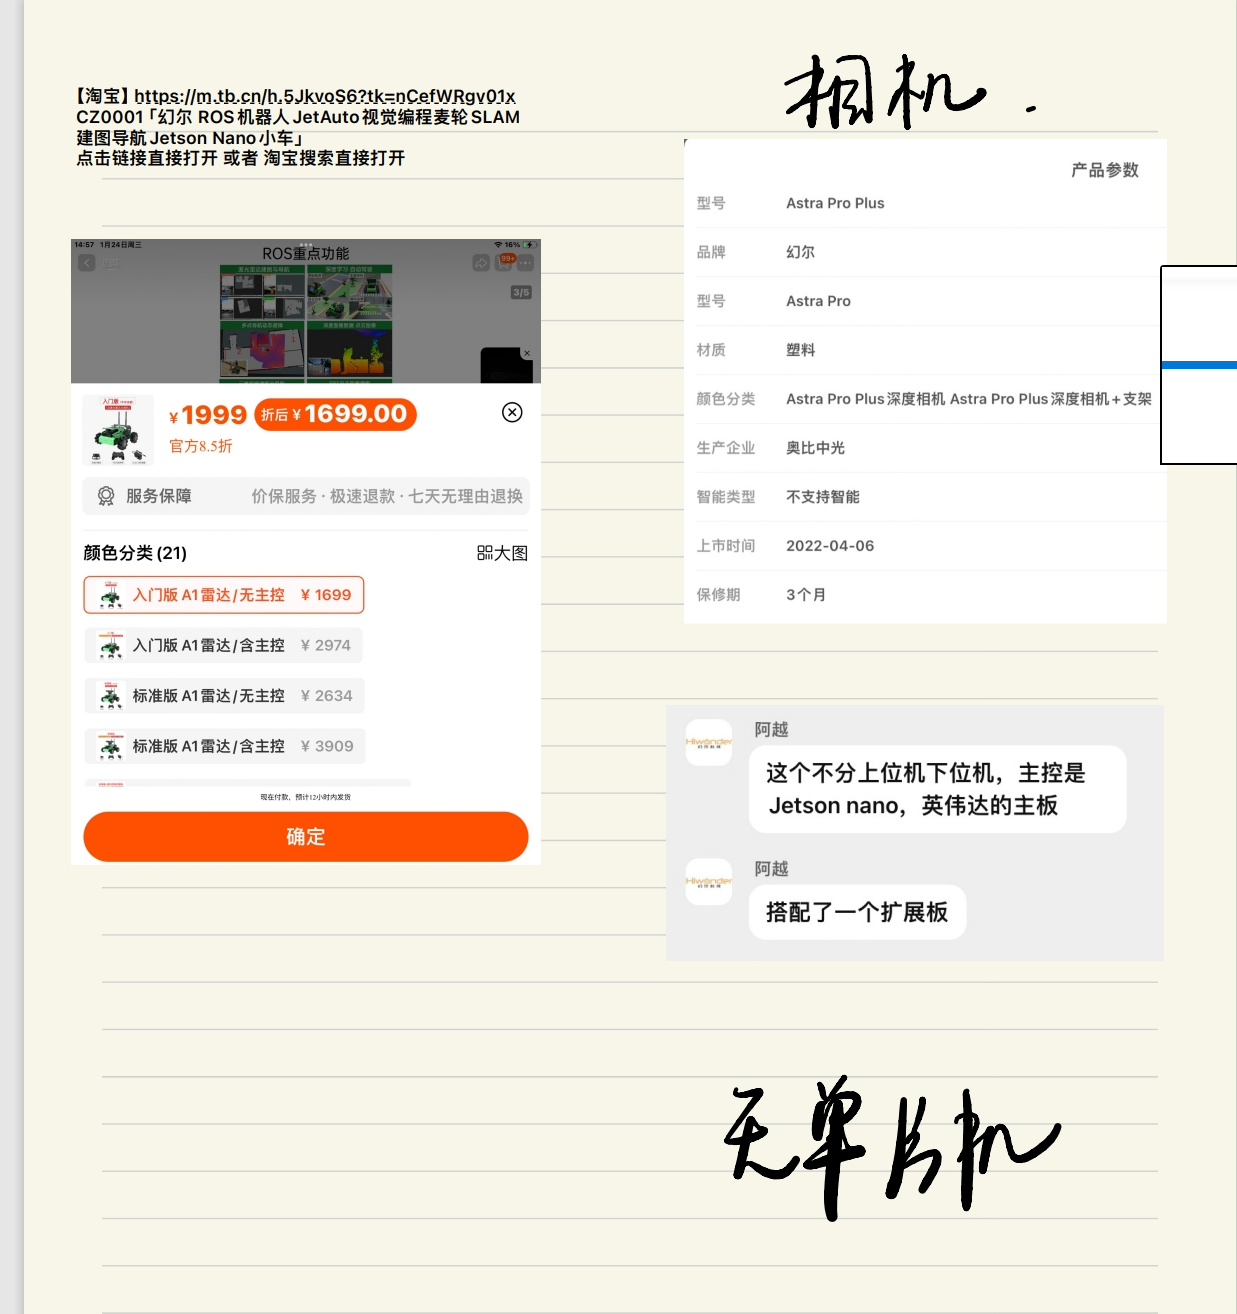 【淘宝】https://m.tb.cn/h.5JkvoS6?tk=nCefWRgv01x
CZ0001「幻尔 ROS机器人JetAuto视觉编程麦轮SLAM
建图导航Jetson Nano小车」
点击链接直接打开 或者 淘宝搜索直接打开
14:57 1月24日周三
16%
ROS重点功能
99+
3/5
入门版
¥1999 折后¥1699.00
官方8.5折
服务保障 价保服务·极速退款·七天无理由退换
颜色分类(21) 大图
入门版 A1雷达/无主控 ¥ 1699
入门版 A1雷达/含主控 ¥ 2974
标准版 A1雷达/无主控 ¥ 2634
标准版 A1雷达/含主控 ¥ 3909
现在付款，预计12小时内发货
确定
相机.
产品参数
型号 Astra Pro Plus
品牌 幻尔
型号 Astra Pro
材质 塑料
颜色分类 Astra Pro Plus深度相机 Astra Pro Plus深度相机+支架
生产企业 奥比中光
智能类型 不支持智能
上市时间 2022-04-06
保修期 3个月
Hiwonder
阿越
这个不分上位机下位机，主控是
Jetson nano，英伟达的主板
Hiwonder
阿越
搭配了一个扩展板
无单片机